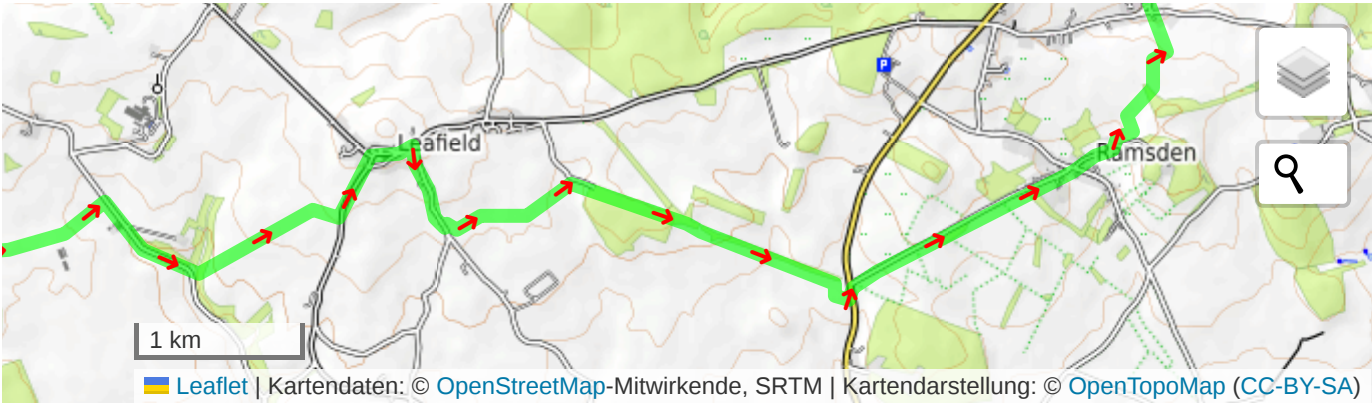 P
Leafield
Ramsden
1 km
Leaflet | Kartendaten: © OpenStreetMap-Mitwirkende, SRTM | Kartendarstellung: © OpenTopoMap (CC-BY-SA)